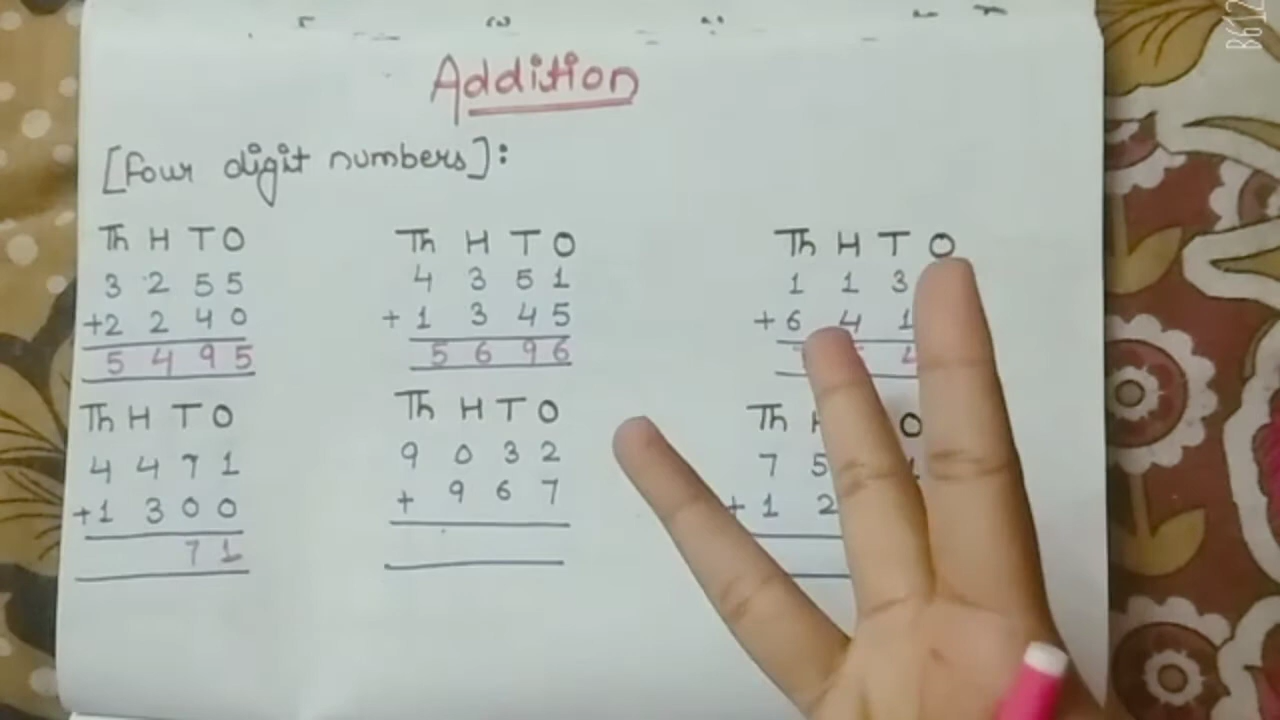 Addition
[Four digit numbers]:
Th H T O
3 2 5 5
+2 2 4 0
5 4 9 5
Th H T O
4 3 5 1
+ 1 3 4 5
5 6 9 6
Th H T O
1 1 3
+ 6 4 1
4
Th H T O
4 4 7 1
+1 3 0 0
7 1
Th H T O
9 0 3 2
+ 9 6 7
Th O
7 5
+ 1 2
B612